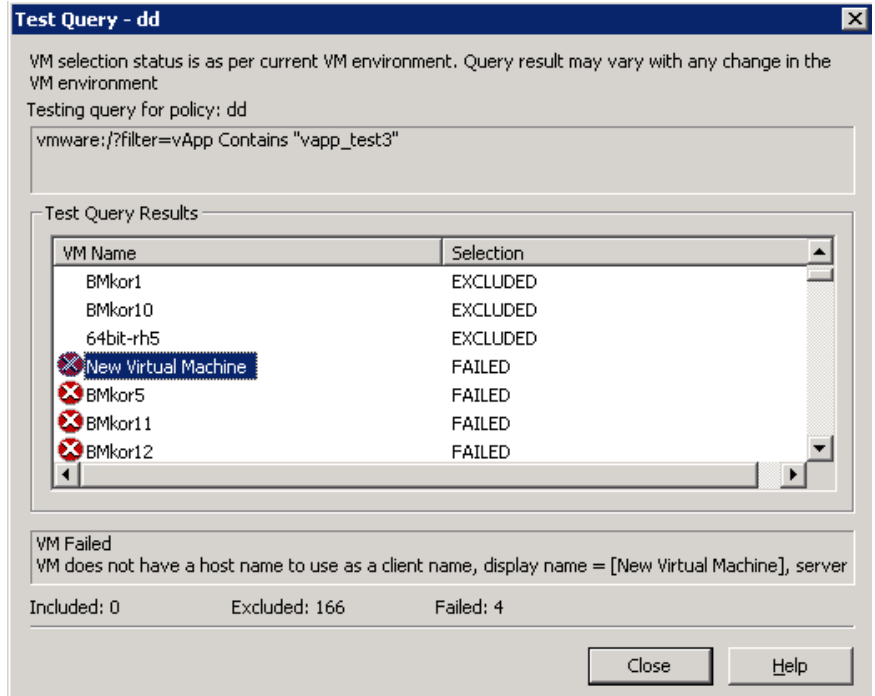 Test Query - dd
VM selection status is as per current VM environment. Query result may vary with any change in the
VM environment
Testing query for policy: dd
vmware:/?filter=vApp Contains "vapp_test3"
Test Query Results
VM Name Selection
BMkor1 EXCLUDED
BMkor10 EXCLUDED
64bit-rh5 EXCLUDED
New Virtual Machine FAILED
BMkor5 FAILED
BMkor11 FAILED
BMkor12 FAILED
VM Failed
VM does not have a host name to use as a client name, display name = [New Virtual Machine], server
Included: 0 Excluded: 166 Failed: 4
Close Help